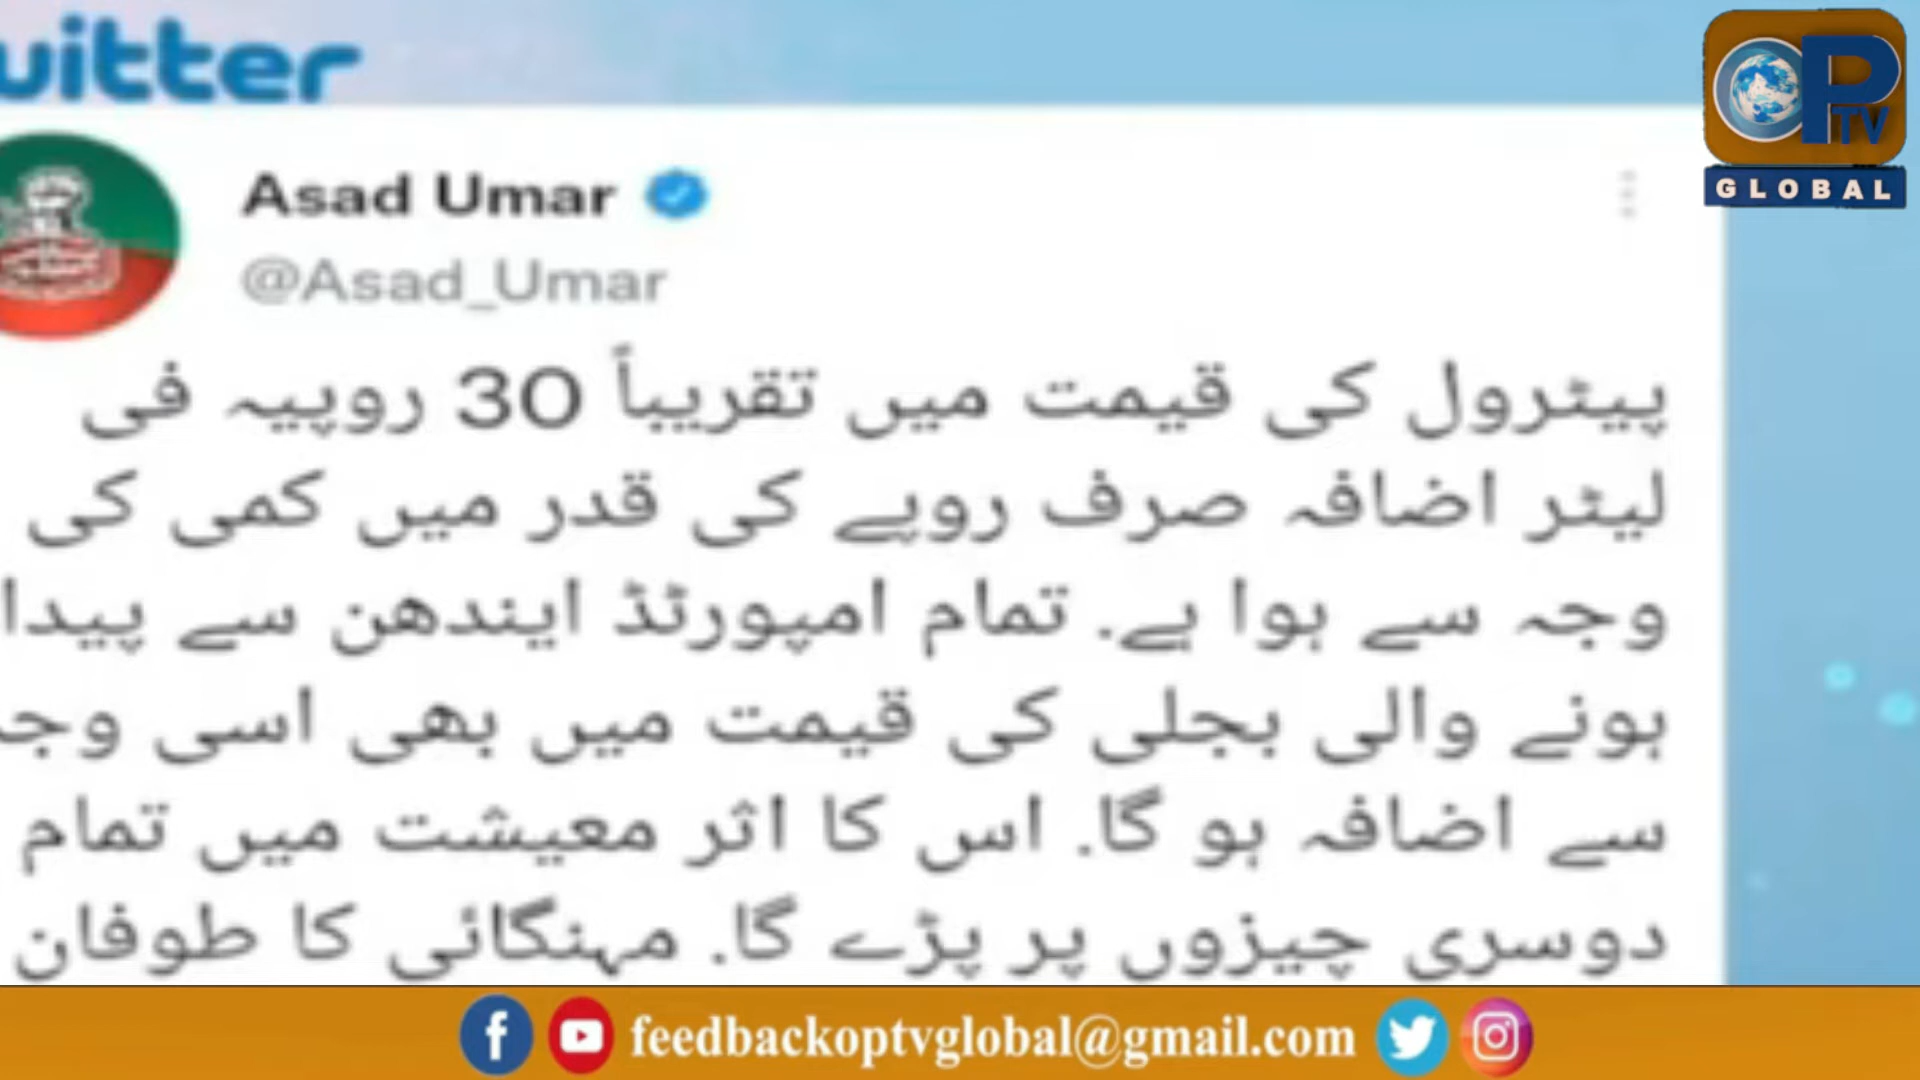 uitter
Asad Umar
@Asad_Umar
پیٹرول کی قیمت میں تقریباً 30 روپیہ فی
لیٹر اضافہ صرف روپے کی قدر میں کمی کی
وجہ سے ہوا ہے۔ تمام امپورٹڈ ایندھن سے پیدا
ہونے والی بجلی کی قیمت میں بھی اسی وجہ
سے اضافہ ہو گا۔ اس کا اثر معیشت میں تمام
دوسری چیزوں پر پڑے گا۔ مہنگائی کا طوفان
OPTV
GLOBAL
feedbackoptvglobal@gmail.com